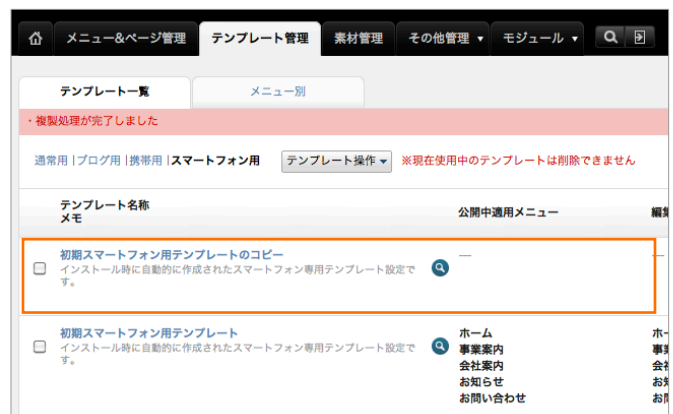 メニュー&ページ管理 テンプレート管理 素材管理 その他管理 ▼ モジュール ▼
テンプレート一覧 メニュー別
・複製処理が完了しました
通常用 |ブログ用 |携帯用 |スマートフォン用 テンプレート操作 ▼ ※現在使用中のテンプレートは削除できません
テンプレート名称
メモ
公開中適用メニュー
初期スマートフォン用テンプレートのコピー
インストール時に自動的に作成されたスマートフォン専用テンプレート設定で
す。
—
—
初期スマートフォン用テンプレート
インストール時に自動的に作成されたスマートフォン専用テンプレート設定で
す。
ホーム
事業案内
会社案内
お知らせ
お問い合わせ